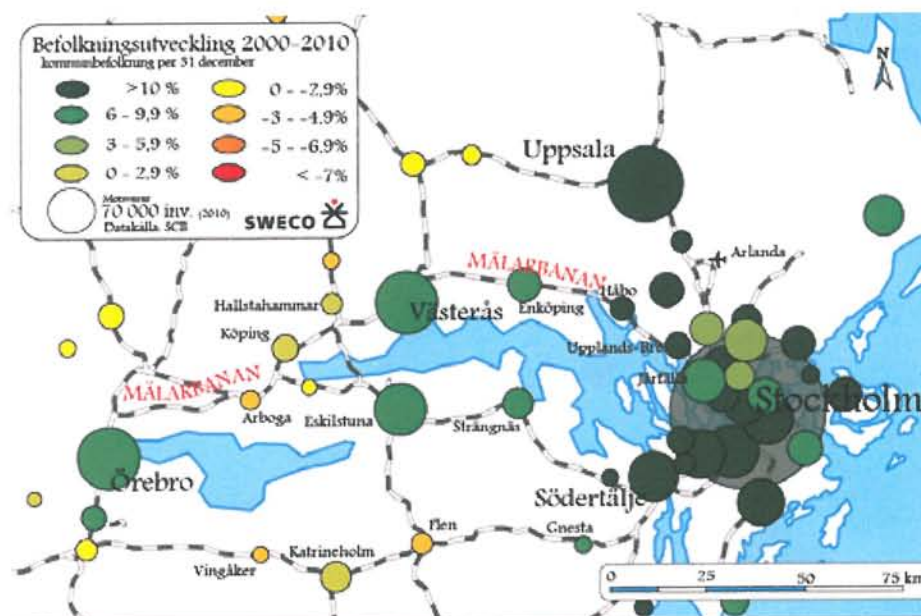 Befolkningsutveckling 2000-2010
kommunbefolkning per 31 december
>10 %
0 - -2,9%
6 - 9,9 %
-3 - -4,9%
3 - 5,9 %
-5 - -6,9%
0 - 2,9 %
< -7%
Motsvarar
70 000 inv. (2010)
Datakälla: SCB
SWECO
Uppsala
N
Arlanda
MÄLARBANAN
Hallstahammar
Västerås
Enköping
Håbo
Köping
Upplands-Bro
MÄLARBANAN
Järfälla
Stockholm
Arboga
Eskilstuna
Strängnäs
Örebro
Södertälje
Flen
Gnesta
Vingåker
Katrineholm
0 25 50 75 km